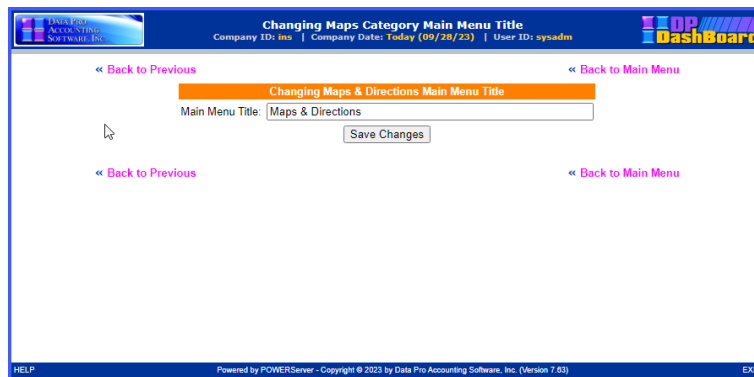 DATA PRO
ACCOUNTING
SOFTWARE, INC
Changing Maps Category Main Menu Title
Company ID: ins | Company Date: Today (09/28/23) | User ID: sysadm
DP
DashBoard
« Back to Previous
« Back to Main Menu
Changing Maps & Directions Main Menu Title
Main Menu Title: Maps & Directions
Save Changes
« Back to Previous
« Back to Main Menu
HELP
Powered by POWERServer - Copyright © 2023 by Data Pro Accounting Software, Inc. (Version 7.63)